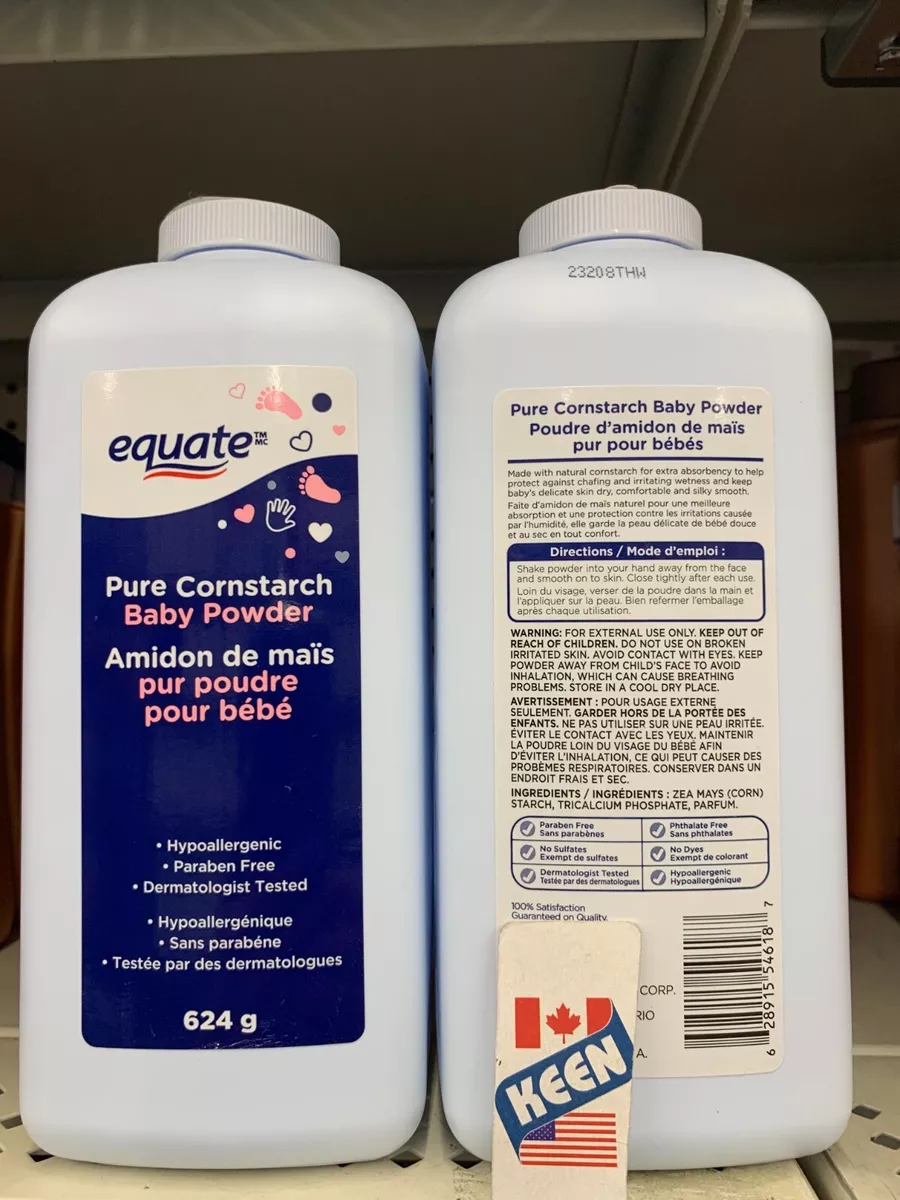 equate TM MC
Pure Cornstarch
Baby Powder
Amidon de maïs
pur poudre
pour bébé
• Hypoallergenic
• Paraben Free
• Dermatologist Tested
• Hypoallergénique
• Sans parabéne
• Testée par des dermatologues
624 g
23208THW
Pure Cornstarch Baby Powder
Poudre d'amidon de maïs
pur pour bébés
Made with natural cornstarch for extra absorbency to help
protect against chafing and irritating wetness and keep
baby's delicate skin dry, comfortable and silky smooth.
Faite d'amidon de maïs naturel pour une meilleure
absorption et une protection contre les irritations causée
par l'humidité, elle garde la peau délicate de bébé douce
et au sec en tout confort.
Directions / Mode d'emploi :
Shake powder into your hand away from the face
and smooth on to skin. Close tightly after each use.
Loin du visage, verser de la poudre dans la main et
l'appliquer sur la peau. Bien refermer l'emballage
après chaque utilisation.
WARNING: FOR EXTERNAL USE ONLY. KEEP OUT OF
REACH OF CHILDREN. DO NOT USE ON BROKEN
IRRITATED SKIN. AVOID CONTACT WITH EYES. KEEP
POWDER AWAY FROM CHILD'S FACE TO AVOID
INHALATION, WHICH CAN CAUSE BREATHING
PROBLEMS. STORE IN A COOL DRY PLACE.
AVERTISSEMENT : POUR USAGE EXTERNE
SEULEMENT. GARDER HORS DE LA PORTÉE DES
ENFANTS. NE PAS UTILISER SUR UNE PEAU IRRITÉE.
ÉVITER LE CONTACT AVEC LES YEUX. MAINTENIR
LA POUDRE LOIN DU VISAGE DU BÉBÉ AFIN
D'ÉVITER L'INHALATION, CE QUI PEUT CAUSER DES
PROBÈMES RESPIRATOIRES. CONSERVER DANS UN
ENDROIT FRAIS ET SEC.
INGREDIENTS / INGRÉDIENTS : ZEA MAYS (CORN)
STARCH, TRICALCIUM PHOSPHATE, PARFUM.
Paraben Free
Sans parabènes
Phthalate Free
Sans phthalates
No Sulfates
Exempt de sulfates
No Dyes
Exempt de colorant
Dermatologist Tested
Testée par des dermatologues
Hypoallergenic
Hypoallergénique
100% Satisfaction
Guaranteed on Quality.
CORP.
RIO
A.
6 28915 54618 7
KEEN